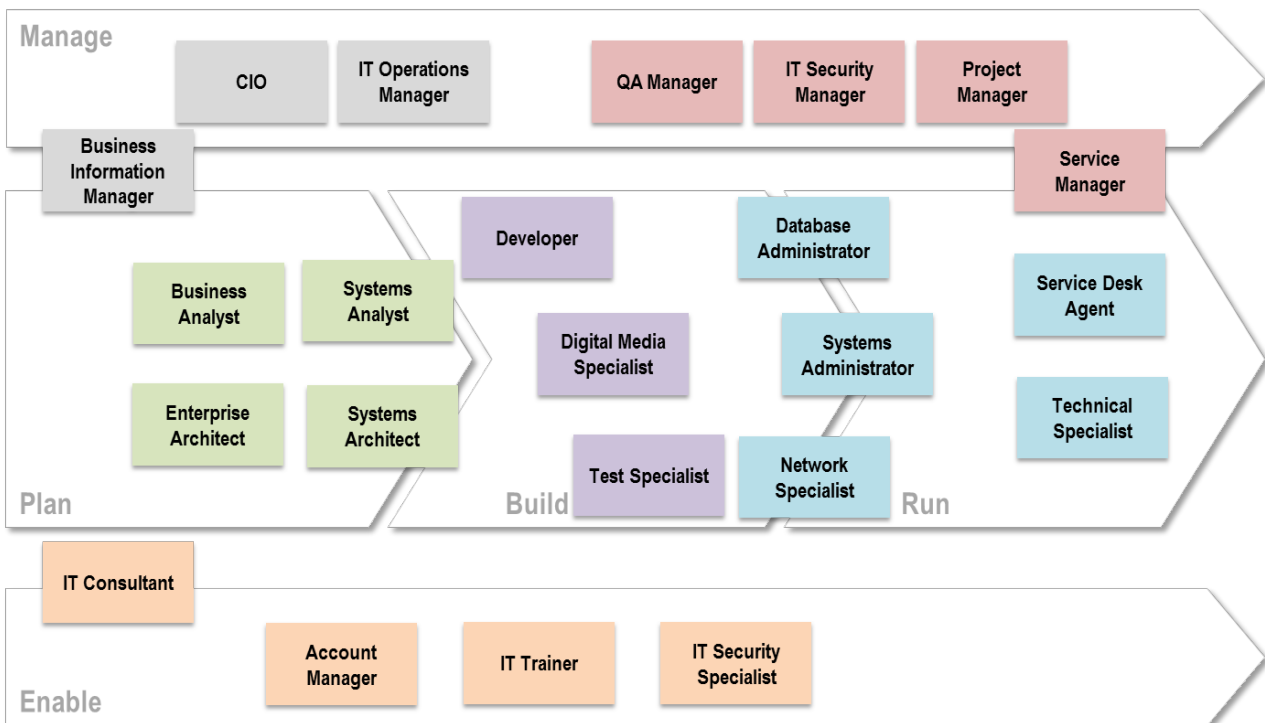 Manage
CIO
IT Operations
Manager
QA Manager
IT Security
Manager
Project
Manager
Business
Information
Manager
Service
Manager
Developer
Database
Administrator
Business
Analyst
Systems
Analyst
Service Desk
Agent
Digital Media
Specialist
Systems
Administrator
Enterprise
Architect
Systems
Architect
Technical
Specialist
Test Specialist
Network
Specialist
Plan
Build
Run
IT Consultant
Account
Manager
IT Trainer
IT Security
Specialist
Enable